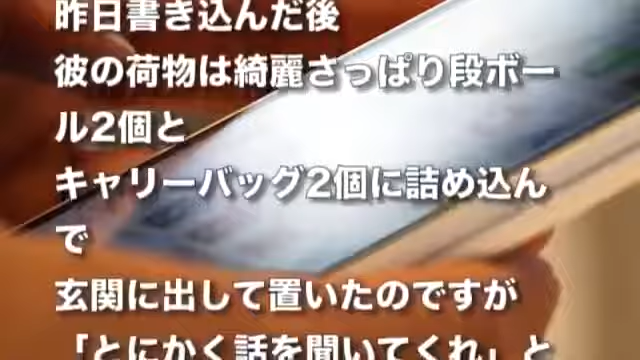 昨日書き込んだ後
彼の荷物は綺麗さっぱり段ボー
ル2個と
キャリーバッグ2個に詰め込ん
で
玄関に出して置いたのですが
「とにかく話を聞いてくれ」と